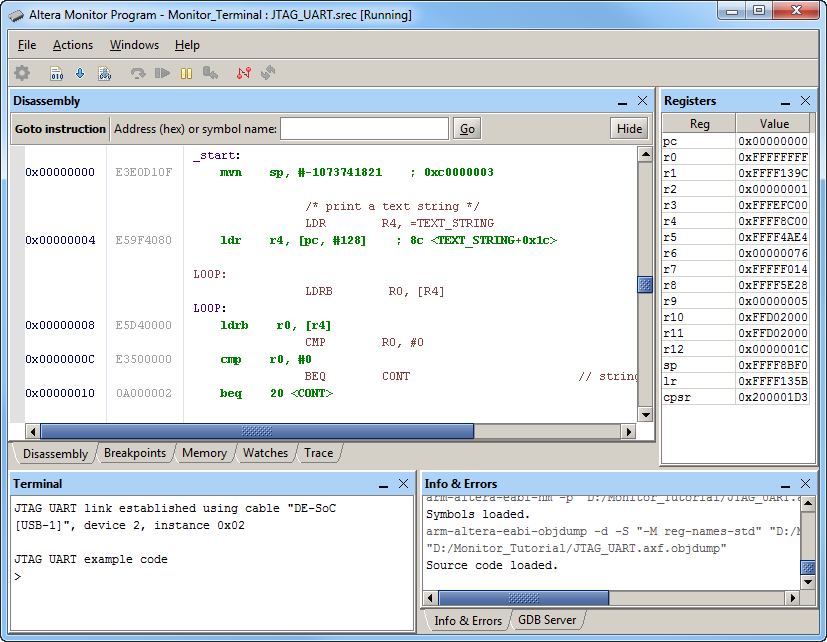 Altera Monitor Program - Monitor_Terminal : JTAG_UART.srec [Running]
File Actions Windows Help
Disassembly
Goto instruction Address (hex) or symbol name: Go Hide
_start:
0x00000000 E3E0D10F mvn sp, #-1073741821 ; 0xc0000003
/* print a text string */
LDR R4, =TEXT_STRING
0x00000004 E59F4080 ldr r4, [pc, #128] ; 8c <TEXT_STRING+0x1c>
LOOP:
LDRB R0, [R4]
LOOP:
0x00000008 E5D40000 ldrb r0, [r4]
CMP R0, #0
0x0000000C E3500000 cmp r0, #0
BEQ CONT // string
0x00000010 0A000002 beq 20 <CONT>
Disassembly Breakpoints Memory Watches Trace
Registers
Reg Value
pc 0x00000000
r0 0xFFFFFFFF
r1 0xFFFF139C
r2 0x00000001
r3 0xFFFEFC00
r4 0xFFFF8C00
r5 0xFFFF4AE4
r6 0x00000076
r7 0xFFFFF014
r8 0xFFFF5E28
r9 0x00000005
r10 0xFFD02000
r11 0xFFD02000
r12 0x0000001C
sp 0xFFFF8BF0
lr 0xFFFF135B
cpsr 0x200001D3
Terminal
JTAG UART link established using cable "DE-SoC
[USB-1]", device 2, instance 0x02
JTAG UART example code
>
Info & Errors
arm-altera-eabi-nm -p "D:/Monitor_Tutorial/JTAG_UART.a
Symbols loaded.
arm-altera-eabi-objdump -d -S "-M reg-names-std" "D:/M
"D:/Monitor_Tutorial/JTAG_UART.axf.objdump"
Source code loaded.
Info & Errors GDB Server